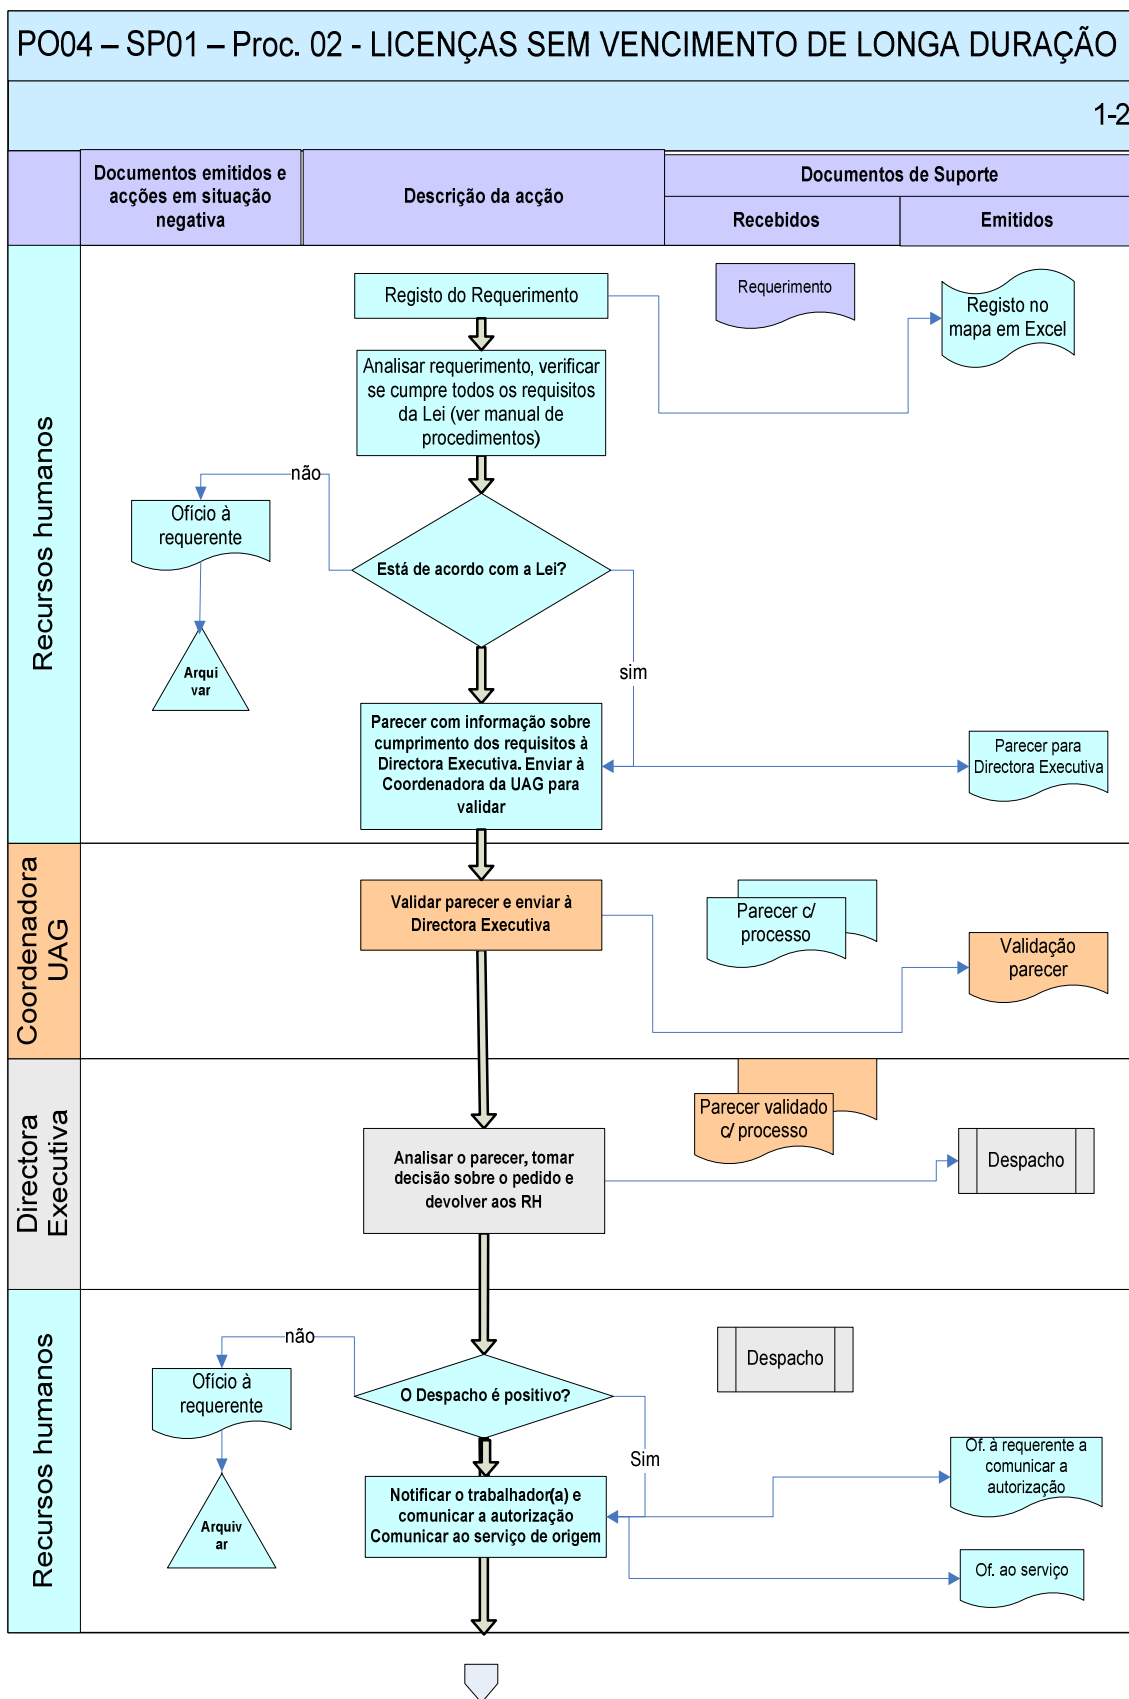 PO04 – SP01 – Proc. 02 - LICENÇAS SEM VENCIMENTO DE LONGA DURAÇÃO
1-2
Documentos emitidos e
acções em situação
negativa
Descrição da acção
Documentos de Suporte
Recebidos
Emitidos
Recursos humanos
Registo do Requerimento
Requerimento
Registo no
mapa em Excel
Analisar requerimento, verificar
se cumpre todos os requisitos
da Lei (ver manual de
procedimentos)
não
Ofício à
requerente
Está de acordo com a Lei?
Arqui
var
sim
Parecer com informação sobre
cumprimento dos requisitos à
Directora Executiva. Enviar à
Coordenadora da UAG para
validar
Parecer para
Directora Executiva
Coordenadora
UAG
Validar parecer e enviar à
Directora Executiva
Parecer c/
processo
Validação
parecer
Directora
Executiva
Parecer validado
c/ processo
Analisar o parecer, tomar
decisão sobre o pedido e
devolver aos RH
Despacho
Recursos humanos
não
Despacho
Ofício à
requerente
O Despacho é positivo?
Sim
Of. à requerente a
comunicar a
autorização
Arquiv
ar
Notificar o trabalhador(a) e
comunicar a autorização
Comunicar ao serviço de origem
Of. ao serviço